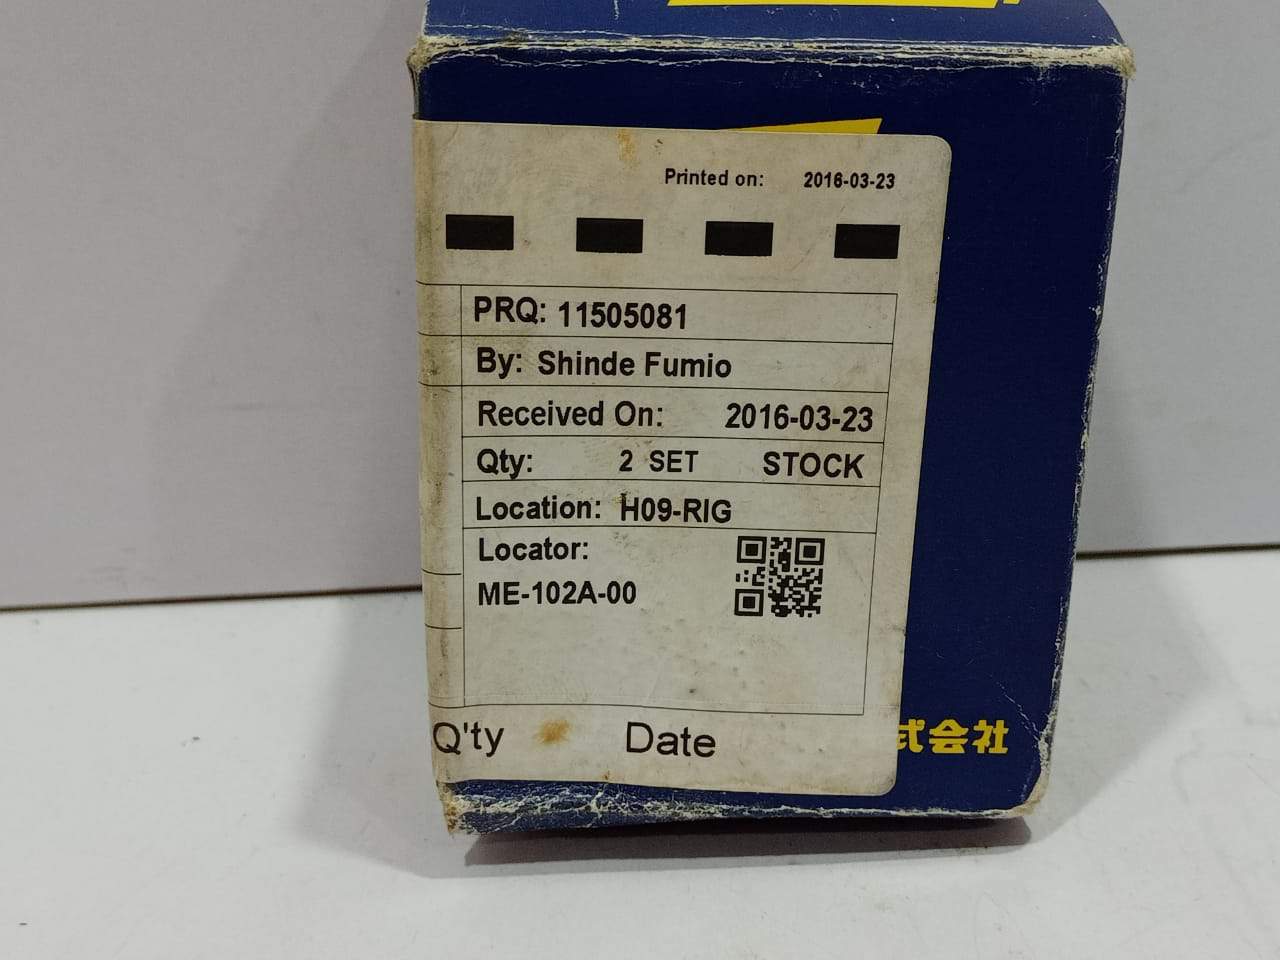 Printed on: 2016-03-23
PRQ: 11505081
By: Shinde Fumio
Received On: 2016-03-23
Qty: 2 SET STOCK
Location: H09-RIG
Locator:
ME-102A-00
Q'ty Date
式会社